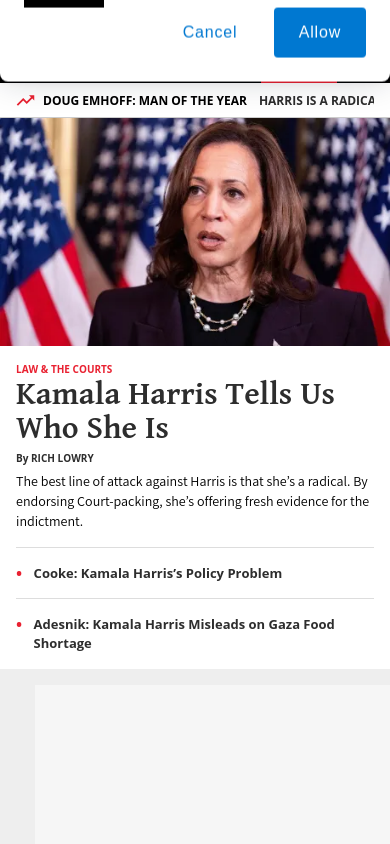 Cancel
Allow
DOUG EMHOFF: MAN OF THE YEAR
HARRIS IS A RADICA
LAW & THE COURTS
Kamala Harris Tells Us
Who She Is
By RICH LOWRY
The best line of attack against Harris is that she’s a radical. By
endorsing Court-packing, she’s offering fresh evidence for the
indictment.
Cooke: Kamala Harris’s Policy Problem
Adesnik: Kamala Harris Misleads on Gaza Food
Shortage